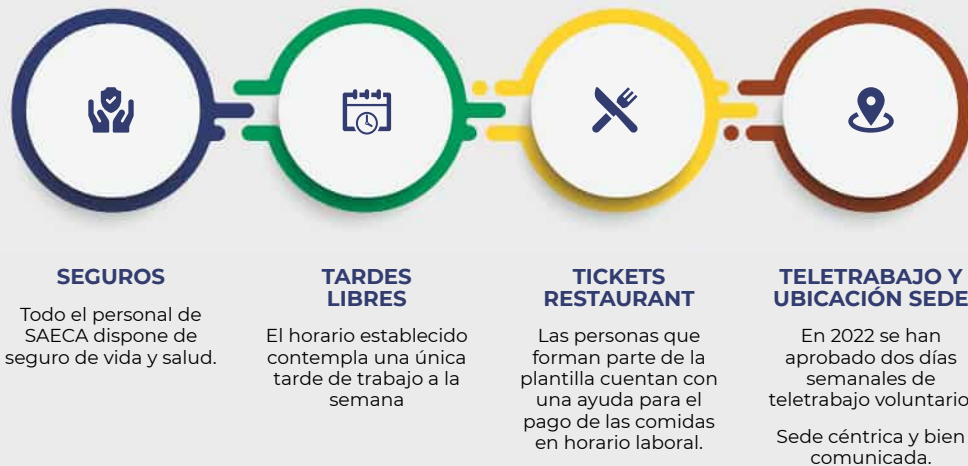 SEGUROS
Todo el personal de
SAECA dispone de
seguro de vida y salud.
TARDES
LIBRES
El horario establecido
contempla una única
tarde de trabajo a la
semana
TICKETS
RESTAURANT
Las personas que
forman parte de la
plantilla cuentan con
una ayuda para el
pago de las comidas
en horario laboral.
TELETRABAJO Y
UBICACIÓN SEDE
En 2022 se han
aprobado dos días
semanales de
teletrabajo voluntario
Sede céntrica y bien
comunicada.